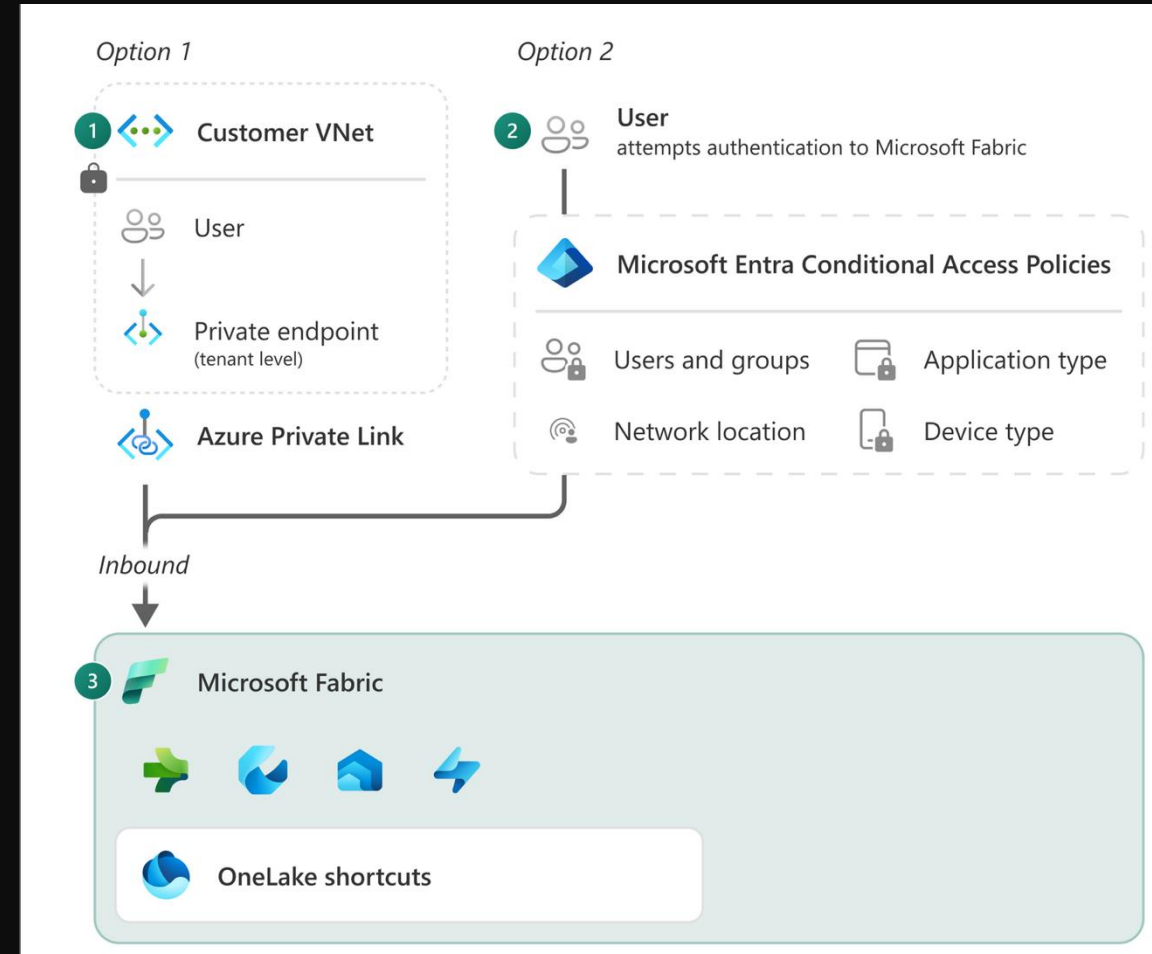 Option 1
1
Customer VNet
User
Private endpoint
(tenant level)
Azure Private Link
Option 2
2
User
attempts authentication to Microsoft Fabric
Microsoft Entra Conditional Access Policies
Users and groups
Application type
Network location
Device type
Inbound
3
Microsoft Fabric
OneLake shortcuts